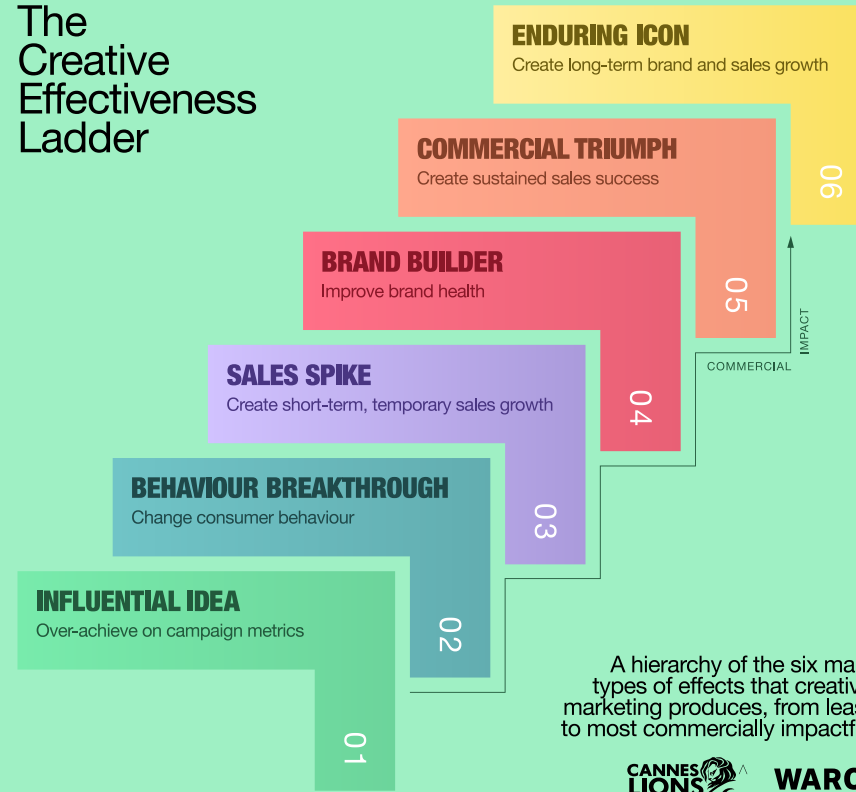 The
Creative
Effectiveness
Ladder
ENDURING ICON
Create long-term brand and sales growth
06
COMMERCIAL TRIUMPH
Create sustained sales success
05
BRAND BUILDER
Improve brand health
04
IMPACT
COMMERCIAL
SALES SPIKE
Create short-term, temporary sales growth
03
BEHAVIOUR BREAKTHROUGH
Change consumer behaviour
02
INFLUENTIAL IDEA
Over-achieve on campaign metrics
01
A hierarchy of the six
types of effects that
marketing produces, from
to most commercially
CANNES
LIONS
WARC